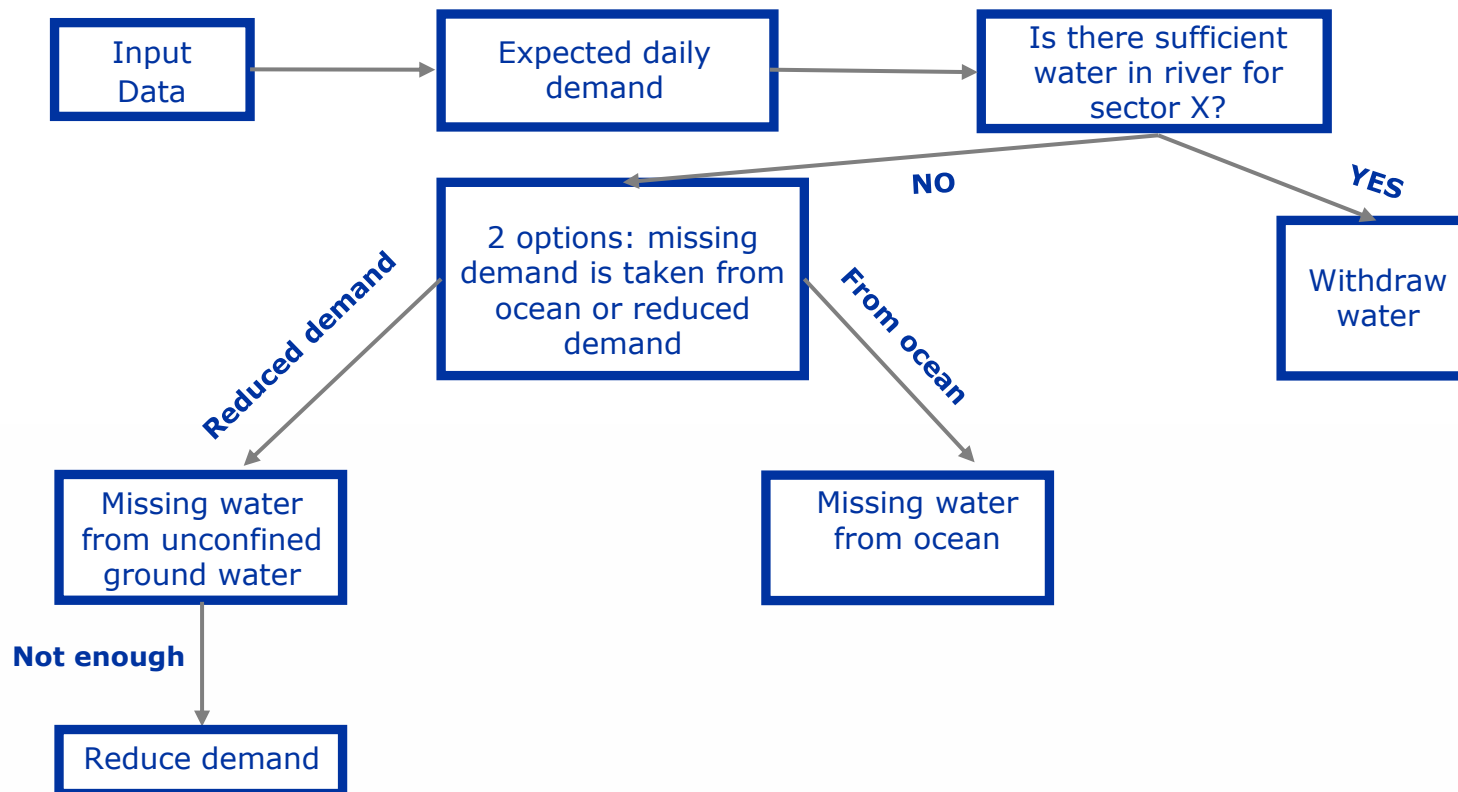 Input
Data
Expected daily
demand
Is there sufficient
water in river for
sector X?
NO
YES
2 options: missing
demand is taken from
ocean or reduced
demand
Withdraw
water
Reduced demand
From ocean
Missing water
from unconfined
ground water
Missing water
from ocean
Not enough
Reduce demand